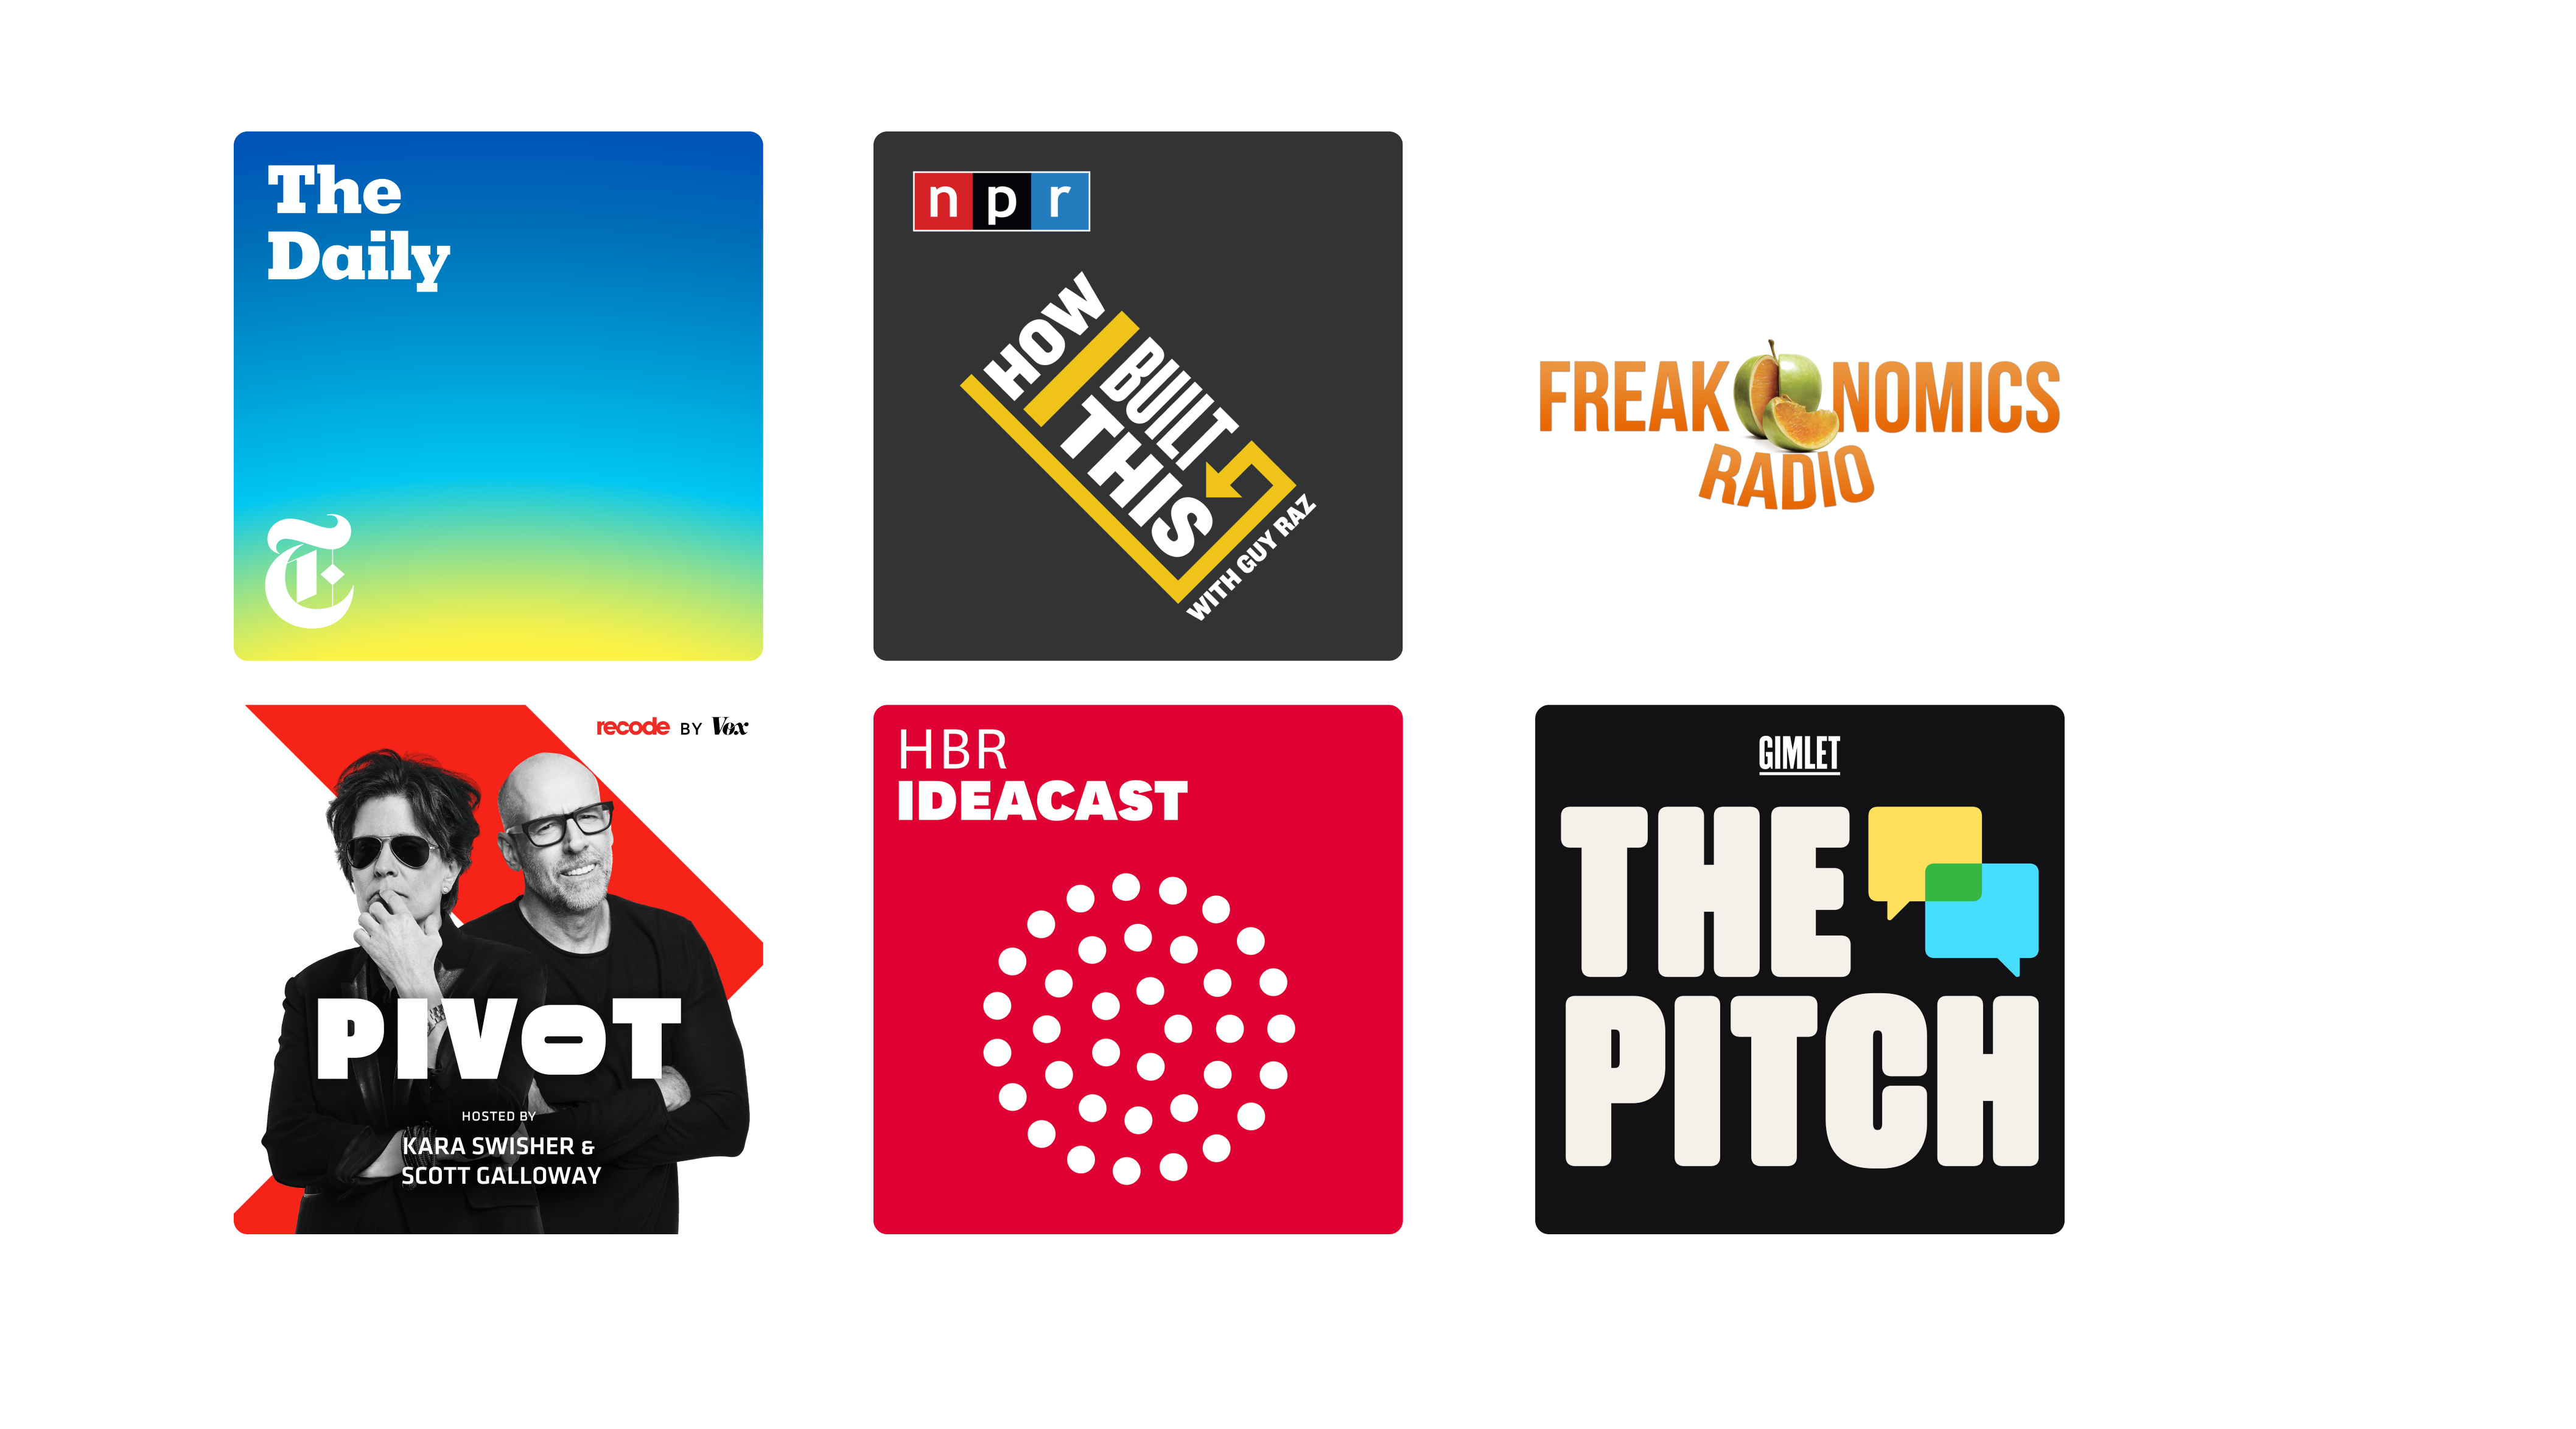 The
Daily
T
npr
HOW
I BUILT
THIS
WITH GUY RAZ
FREAKONOMICS
RADIO
recode BY Vox
PIVOT
HOSTED BY
KARA SWISHER &
SCOTT GALLOWAY
HBR
IDEACAST
GIMLET
THE
PITCH